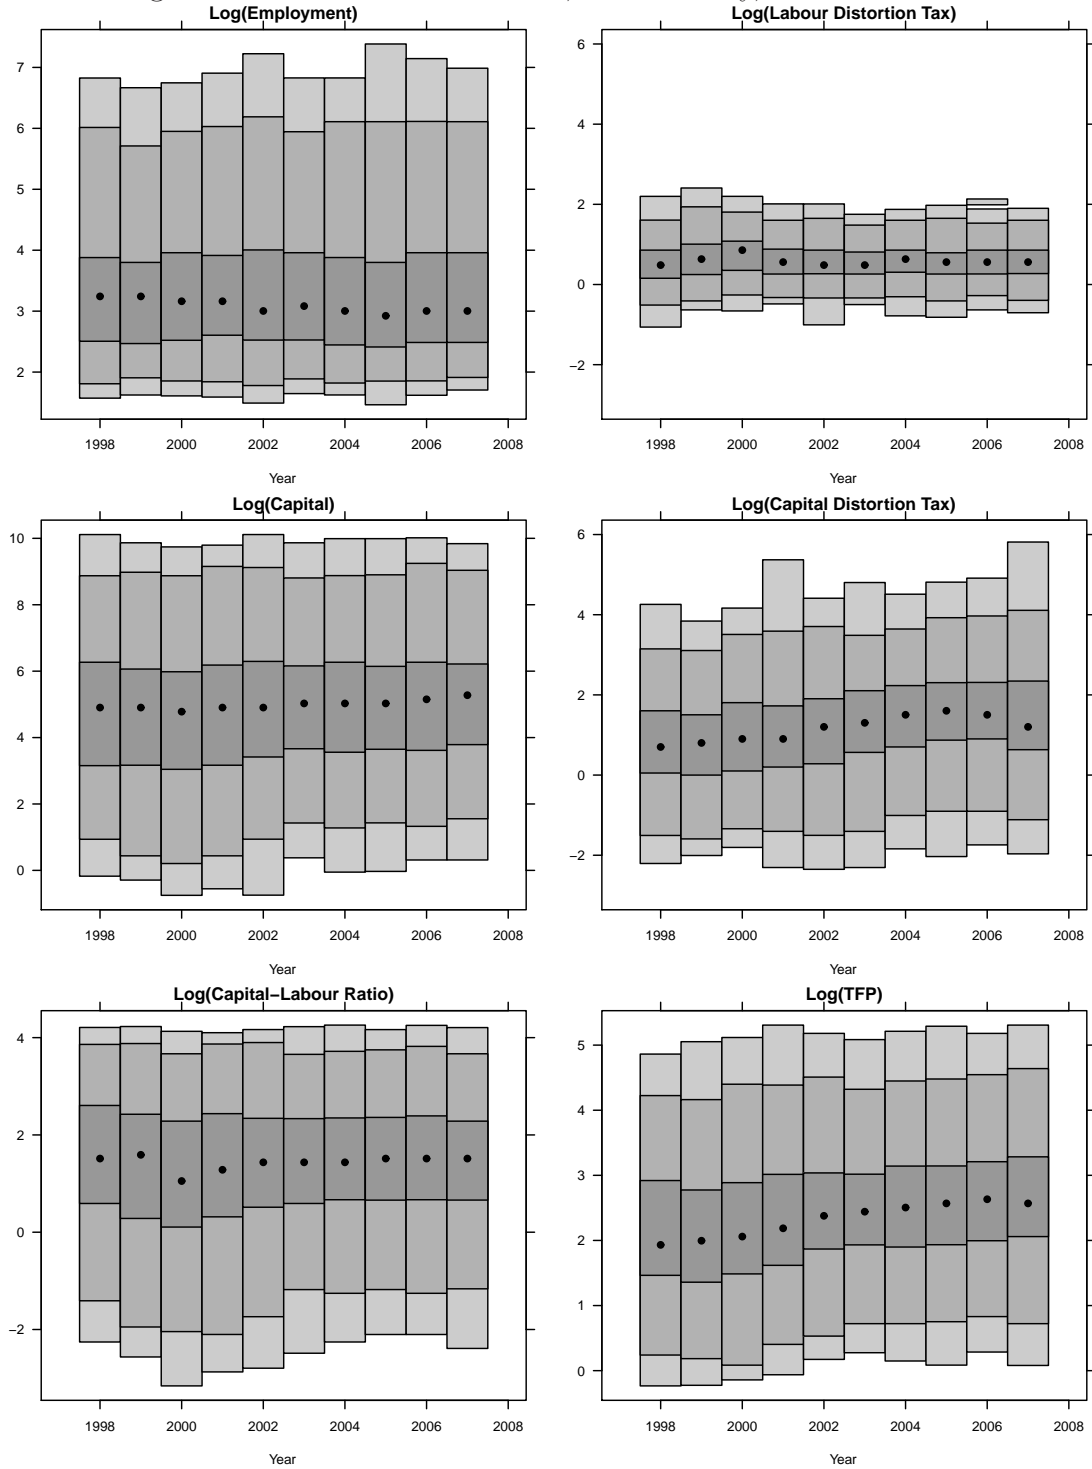 Log(Employment)
7
6
5
4
3
2
1998 2000 2002 2004 2006 2008
Year
Log(Labour Distortion Tax)
6
4
2
0
−2
1998 2000 2002 2004 2006 2008
Year
Log(Capital)
10
8
6
4
2
0
1998 2000 2002 2004 2006 2008
Year
Log(Capital Distortion Tax)
6
4
2
0
−2
1998 2000 2002 2004 2006 2008
Year
Log(Capital−Labour Ratio)
4
2
0
−2
1998 2000 2002 2004 2006 2008
Year
Log(TFP)
5
4
3
2
1
0
1998 2000 2002 2004 2006 2008
Year